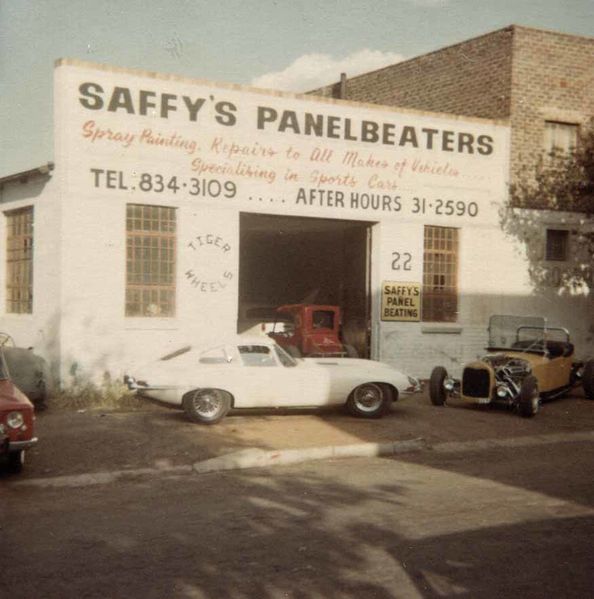 SAFFY'S PANELBEATERS
Spray Painting, Repairs to All Makes of Vehicles.....
Specialising in Sports Cars...
TEL. 834·3109 .... AFTER HOURS 31·2590
TIGER
WHEELS
22
SAFFY'S
PANEL
BEATING